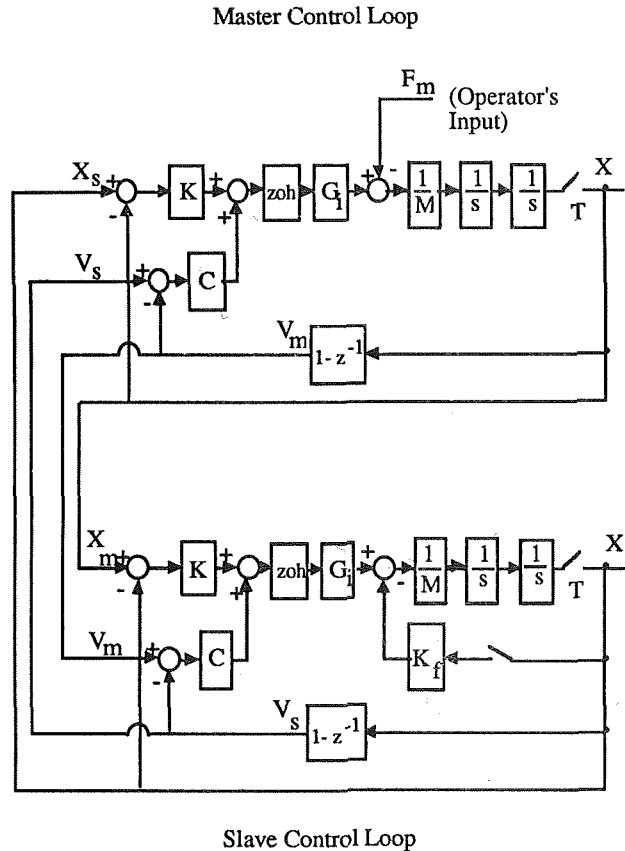 Master Control Loop
F_m (Operator's
Input)
X_s + - K + + zoh G_i + - 1/M 1/s 1/s T X
V_s + - C
V_m 1- z^-1
X_m + - K + + zoh G_i + - 1/M 1/s 1/s T X
V_m + - C K_f
V_s 1- z^-1
Slave Control Loop